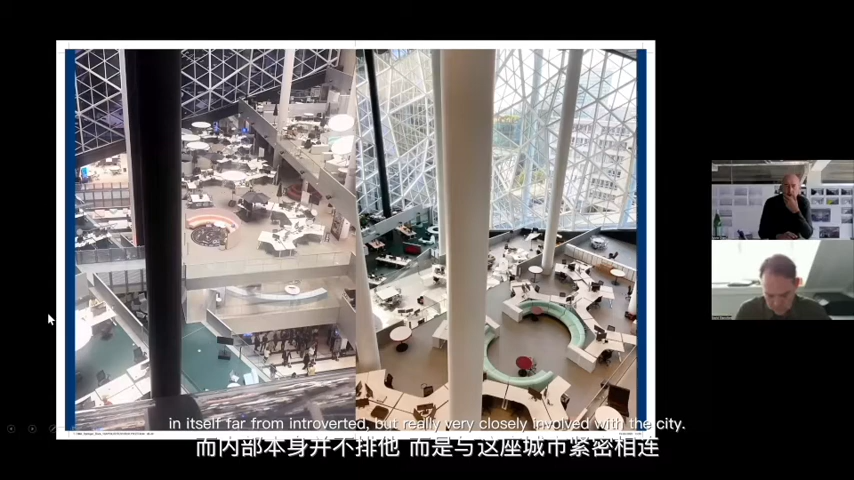 in itself far from introverted, but really very closely involved with the city.
而内部本身并不排他 而是与这座城市紧密相连